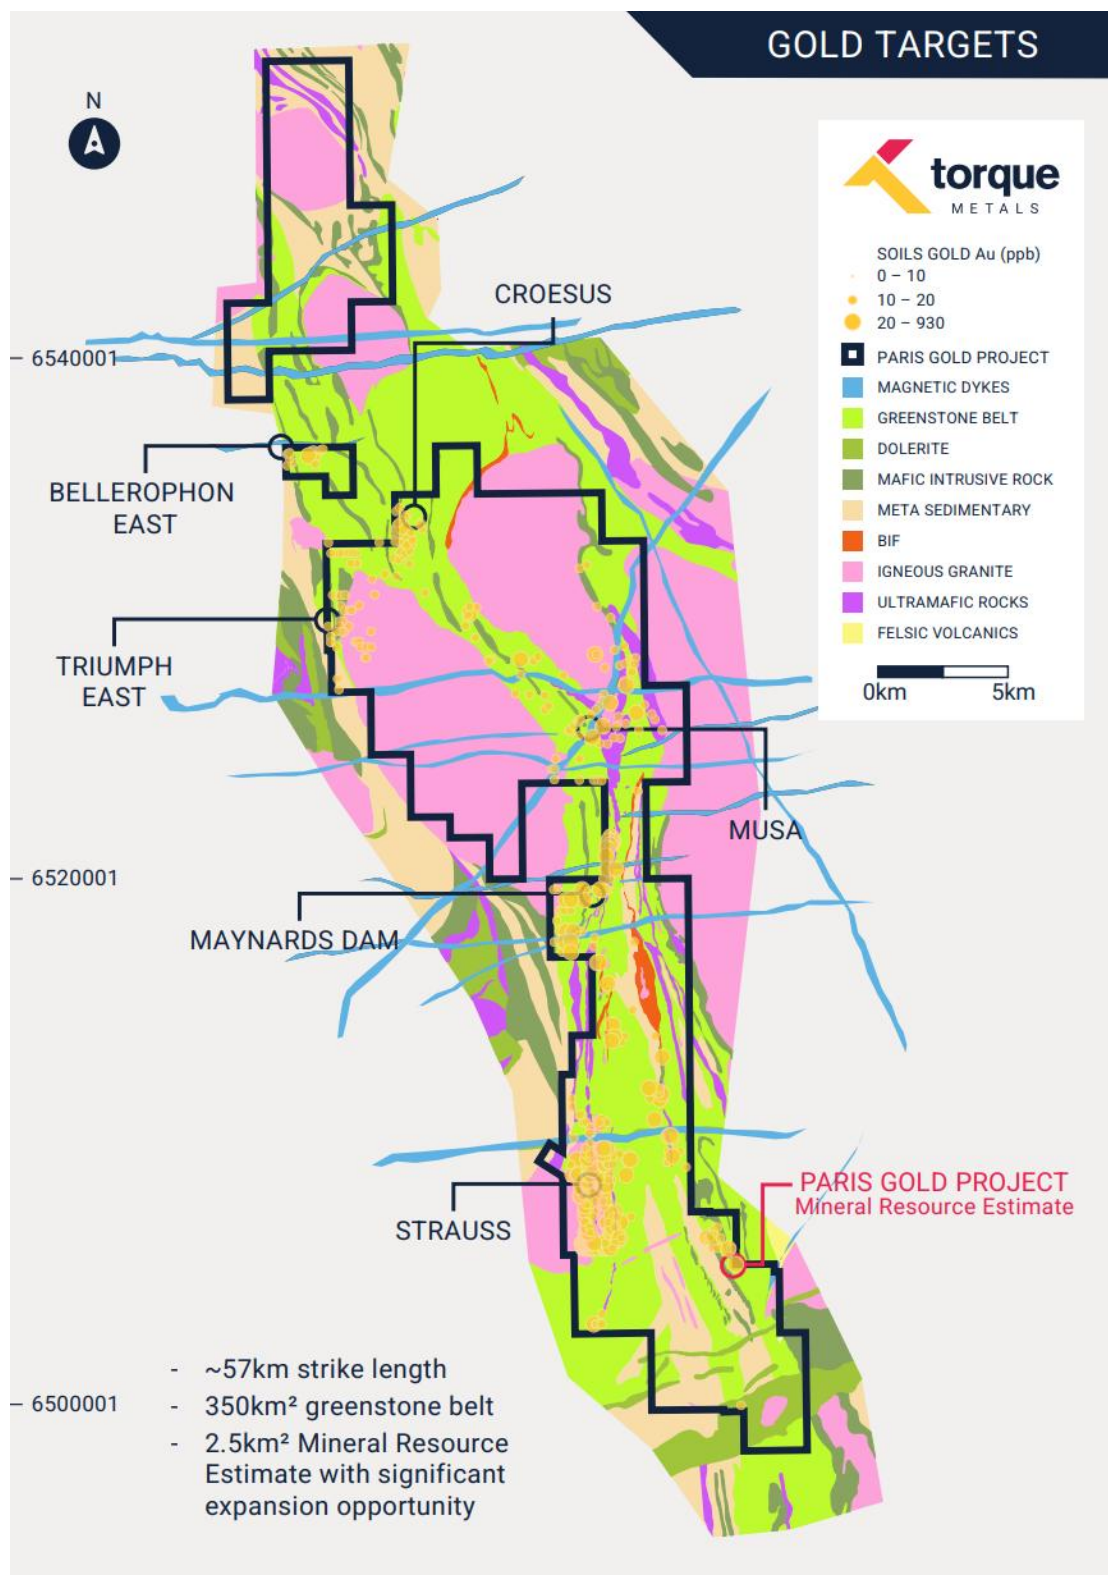 GOLD TARGETS
N
torque
METALS
SOILS GOLD Au (ppb)
0 – 10
10 – 20
20 – 930
PARIS GOLD PROJECT
MAGNETIC DYKES
GREENSTONE BELT
DOLERITE
MAFIC INTRUSIVE ROCK
META SEDIMENTARY
BIF
IGNEOUS GRANITE
ULTRAMAFIC ROCKS
FELSIC VOLCANICS
0km 5km
CROESUS
6540001
BELLEROPHON
EAST
TRIUMPH
EAST
MUSA
6520001
MAYNARDS DAM
PARIS GOLD PROJECT
Mineral Resource Estimate
STRAUSS
6500001
- ~57km strike length
- 350km² greenstone belt
- 2.5km² Mineral Resource
Estimate with significant
expansion opportunity